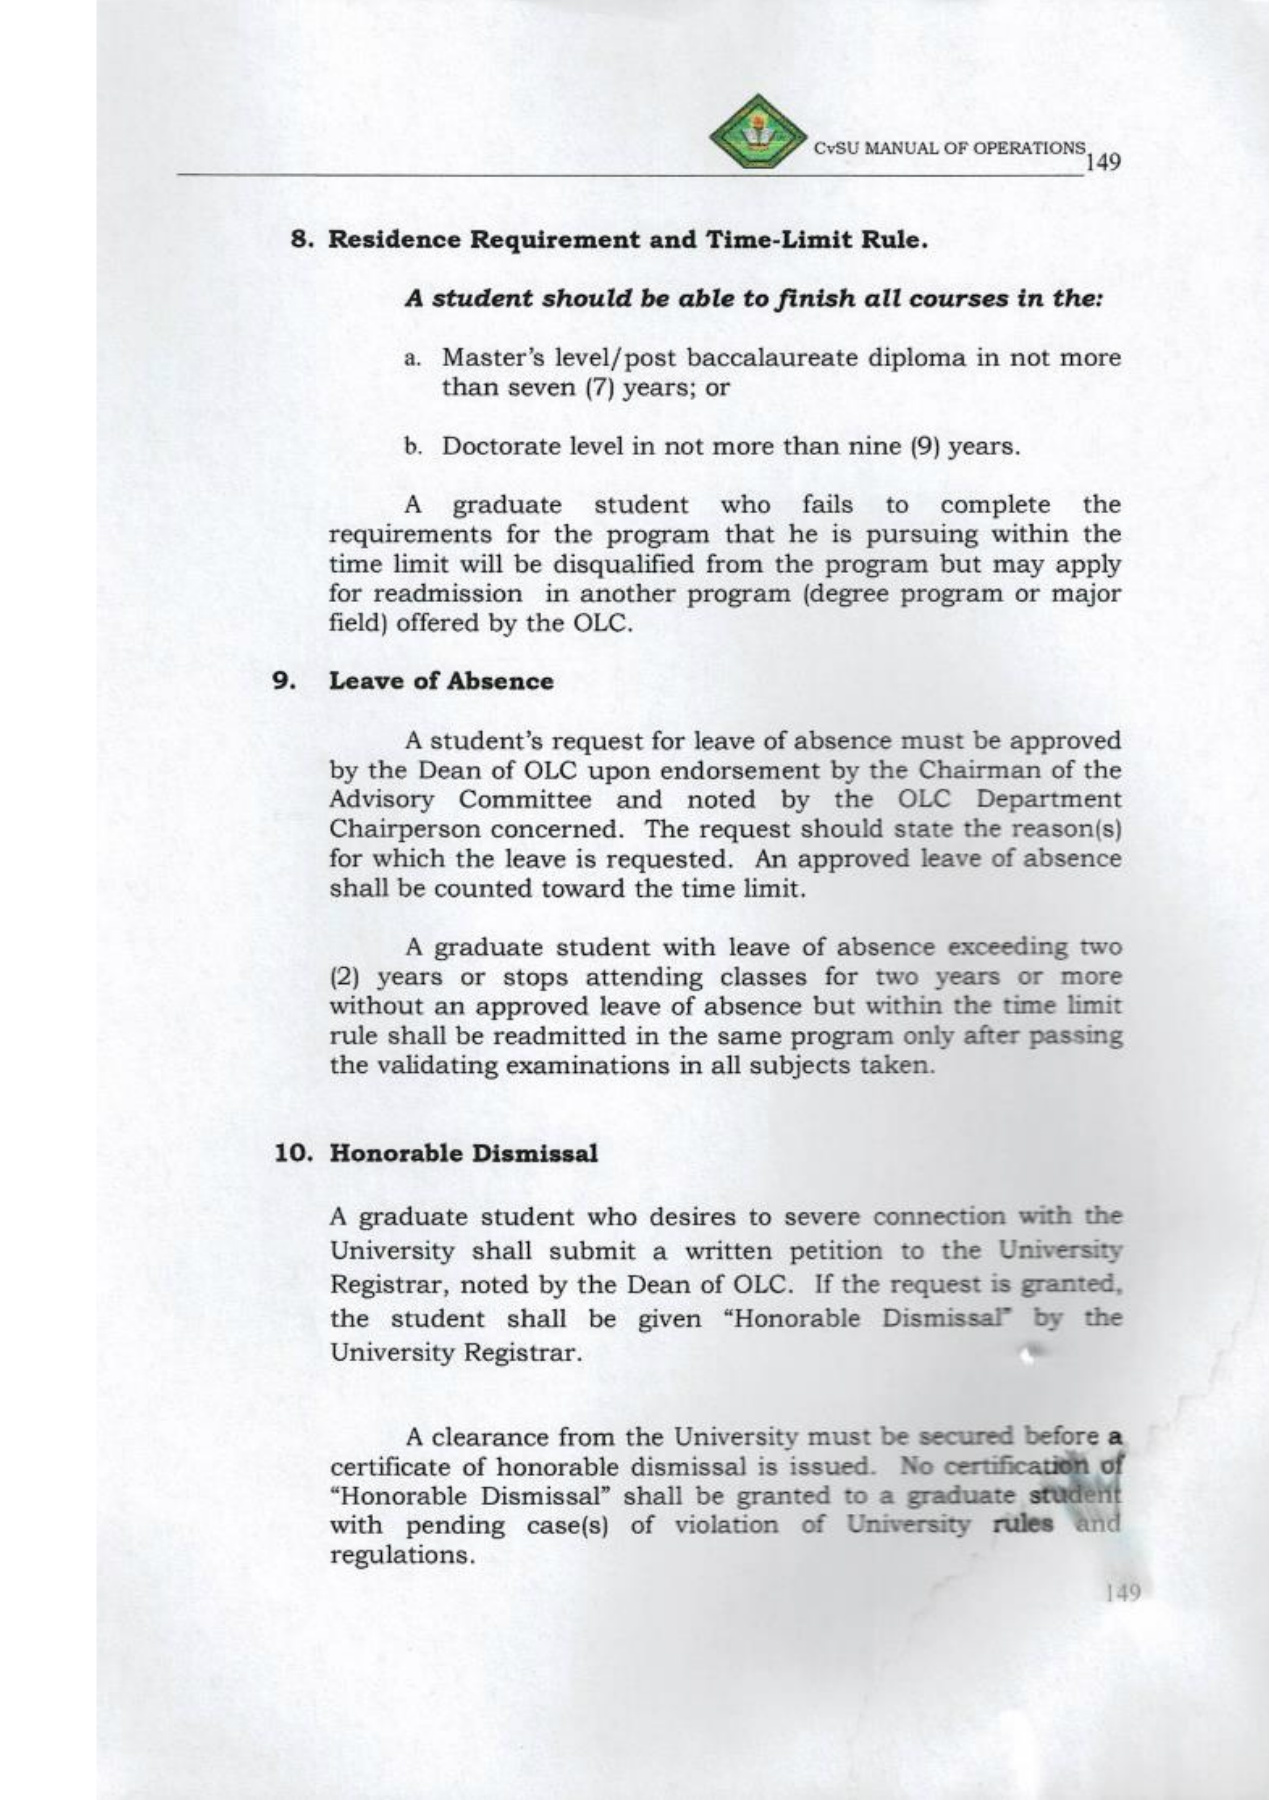 CvSU MANUAL OF OPERATIONS 149
8. Residence Requirement and Time-Limit Rule.
A student should be able to finish all courses in the:
a. Master's level/post baccalaureate diploma in not more
than seven (7) years; or
b. Doctorate level in not more than nine (9) years.
A graduate student who fails to complete the
requirements for the program that he is pursuing within the
time limit will be disqualified from the program but may apply
for readmission in another program (degree program or major
field) offered by the OLC.
9. Leave of Absence
A student's request for leave of absence must be approved
by the Dean of OLC upon endorsement by the Chairman of the
Advisory Committee and noted by the OLC Department
Chairperson concerned. The request should state the reason(s)
for which the leave is requested. An approved leave of absence
shall be counted toward the time limit.
A graduate student with leave of absence exceeding two
(2) years or stops attending classes for two years or more
without an approved leave of absence but within the time limit
rule shall be readmitted in the same program only after passing
the validating examinations in all subjects taken.
10. Honorable Dismissal
A graduate student who desires to severe connection with the
University shall submit a written petition to the University
Registrar, noted by the Dean of OLC. If the request is granted,
the student shall be given "Honorable Dismissal" by the
University Registrar.
A clearance from the University must be secured before a
certificate of honorable dismissal is issued. No certification of
"Honorable Dismissal" shall be granted to a graduate student
with pending case(s) of violation of University rules and
regulations.
149